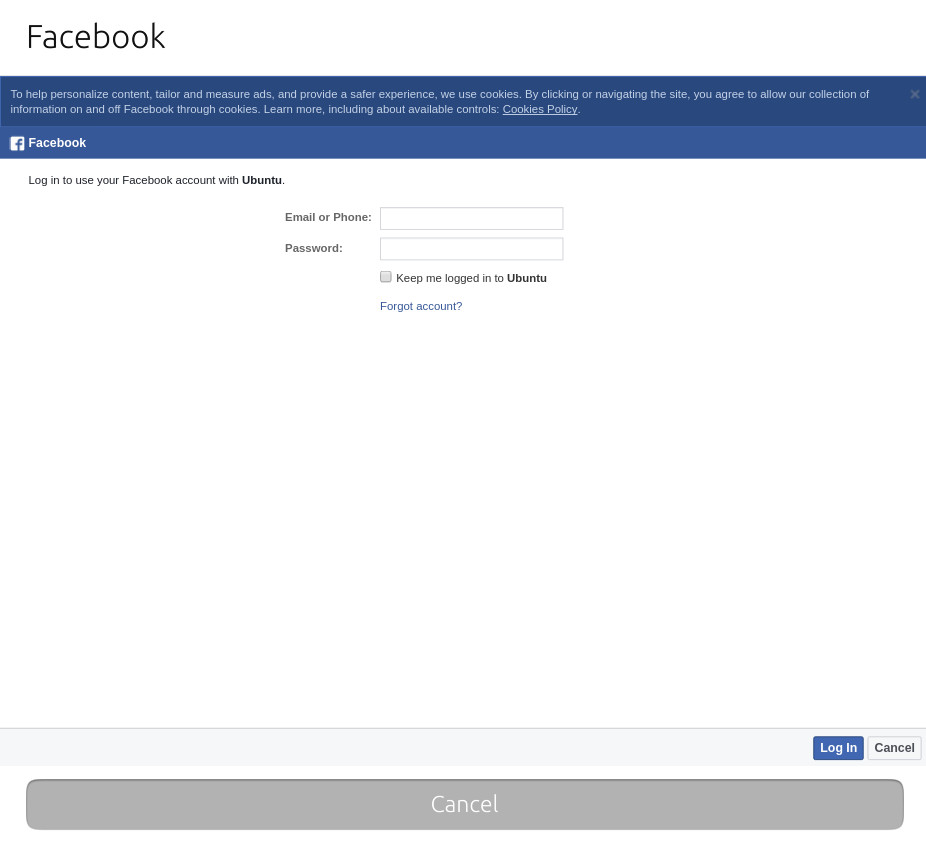 Facebook
To help personalize content, tailor and measure ads, and provide a safer experience, we use cookies. By clicking or navigating the site, you agree to allow our collection of
information on and off Facebook through cookies. Learn more, including about available controls: Cookies Policy.
Facebook
Log in to use your Facebook account with Ubuntu.
Email or Phone:
Password:
Keep me logged in to Ubuntu
Forgot account?
Log In Cancel
Cancel